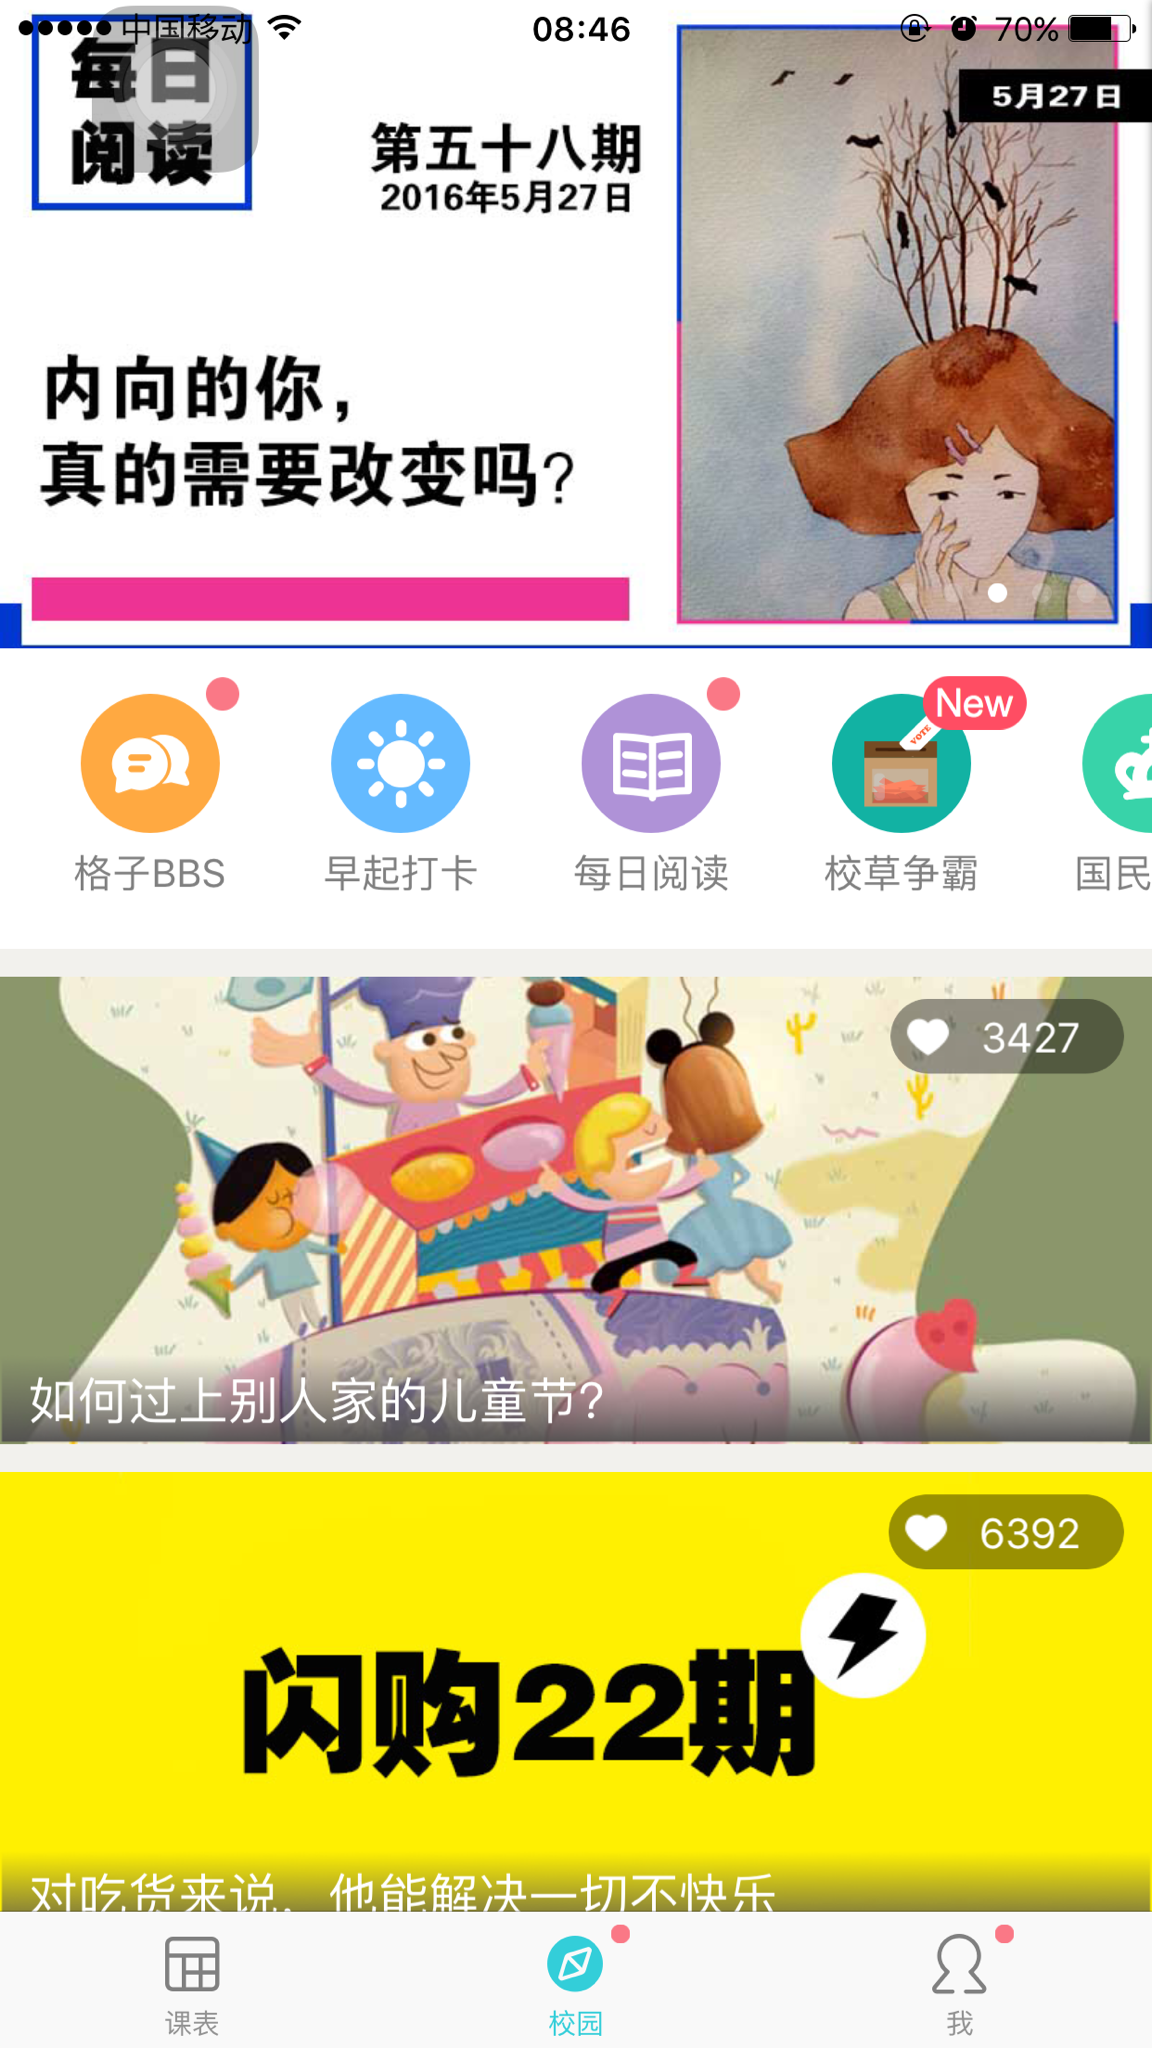 中国移动
08:46
70%
每日
阅读
第五十八期
2016年5月27日
5月27日
内向的你，
真的需要改变吗?
New
VOTE
格子BBS
早起打卡
每日阅读
校草争霸
国民
3427
如何过上别人家的儿童节?
6392
闪购22期
对吃货来说，他能解决一切不快乐
课表
校园
我